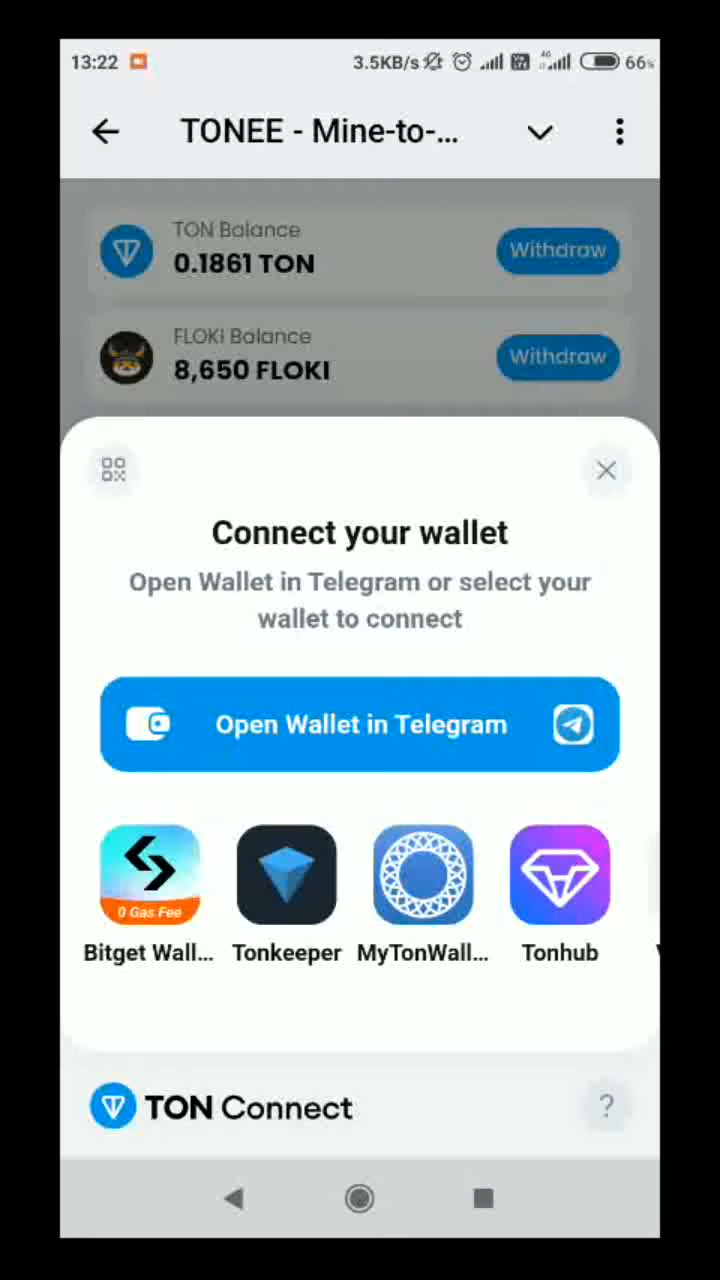 13:22 3.5KB/s 4G 66%
TONEE - Mine-to-...
TON Balance
0.1861 TON
Withdraw
FLOKI Balance
8,650 FLOKI
Withdraw
Connect your wallet
Open Wallet in Telegram or select your
wallet to connect
Open Wallet in Telegram
0 Gas Fee
Bitget Wall... Tonkeeper MyTonWall... Tonhub
TON Connect ?